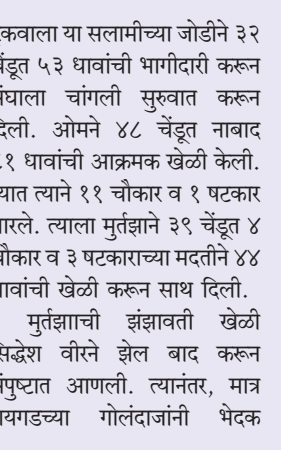 या सलामीच्या जोडीने ३२
चेंडूत ५३ धावांची भागीदारी करून
संघाला चांगली सुरुवात करून
दिली. ओमने ४८ चेंडूत नाबाद
धावांची आक्रमक खेळी केली.
त्यात त्याने ११ चौकार व १ षटकार
मारले. त्याला मुर्तझाने ३९ चेंडूत ४
चौकार व ३ षटकाराच्या मदतीने ४४
धावांची खेळी करून साथ दिली.
मुर्तझााची झंझावती खेळी
सिद्धेश वीरने झेल बाद करून
संपुष्टात आणली. त्यानंतर, मात्र
रायगडच्या गोलंदाजांनी भेदक